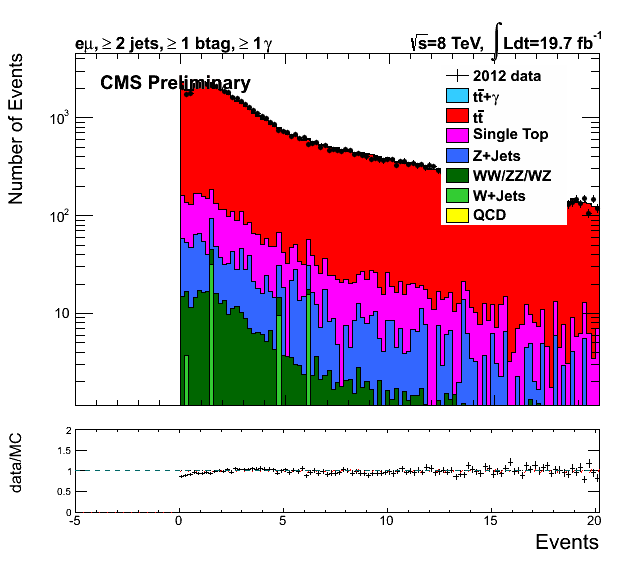 eμ, ≥ 2 jets, ≥ 1 btag, ≥ 1 γ
√s=8 TeV, ∫ Ldt=19.7 fb⁻¹
CMS Preliminary
2012 data
tt̄+γ
tt̄
Single Top
Z+Jets
WW/ZZ/WZ
W+Jets
QCD
Number of Events
10³
10²
10
data/MC
2
1.5
1
0.5
0
-5 0 5 10 15 20
Events